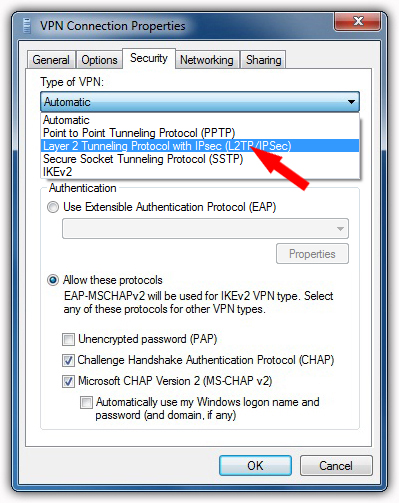 VPN Connection Properties
General Options Security Networking Sharing
Type of VPN:
Automatic
Automatic
Point to Point Tunneling Protocol (PPTP)
Layer 2 Tunneling Protocol with IPsec (L2TP/IPSec)
Secure Socket Tunneling Protocol (SSTP)
IKEv2
Authentication
Use Extensible Authentication Protocol (EAP)
Properties
Allow these protocols
EAP-MSCHAPv2 will be used for IKEv2 VPN type. Select
any of these protocols for other VPN types.
Unencrypted password (PAP)
Challenge Handshake Authentication Protocol (CHAP)
Microsoft CHAP Version 2 (MS-CHAP v2)
Automatically use my Windows logon name and
password (and domain, if any)
OK Cancel